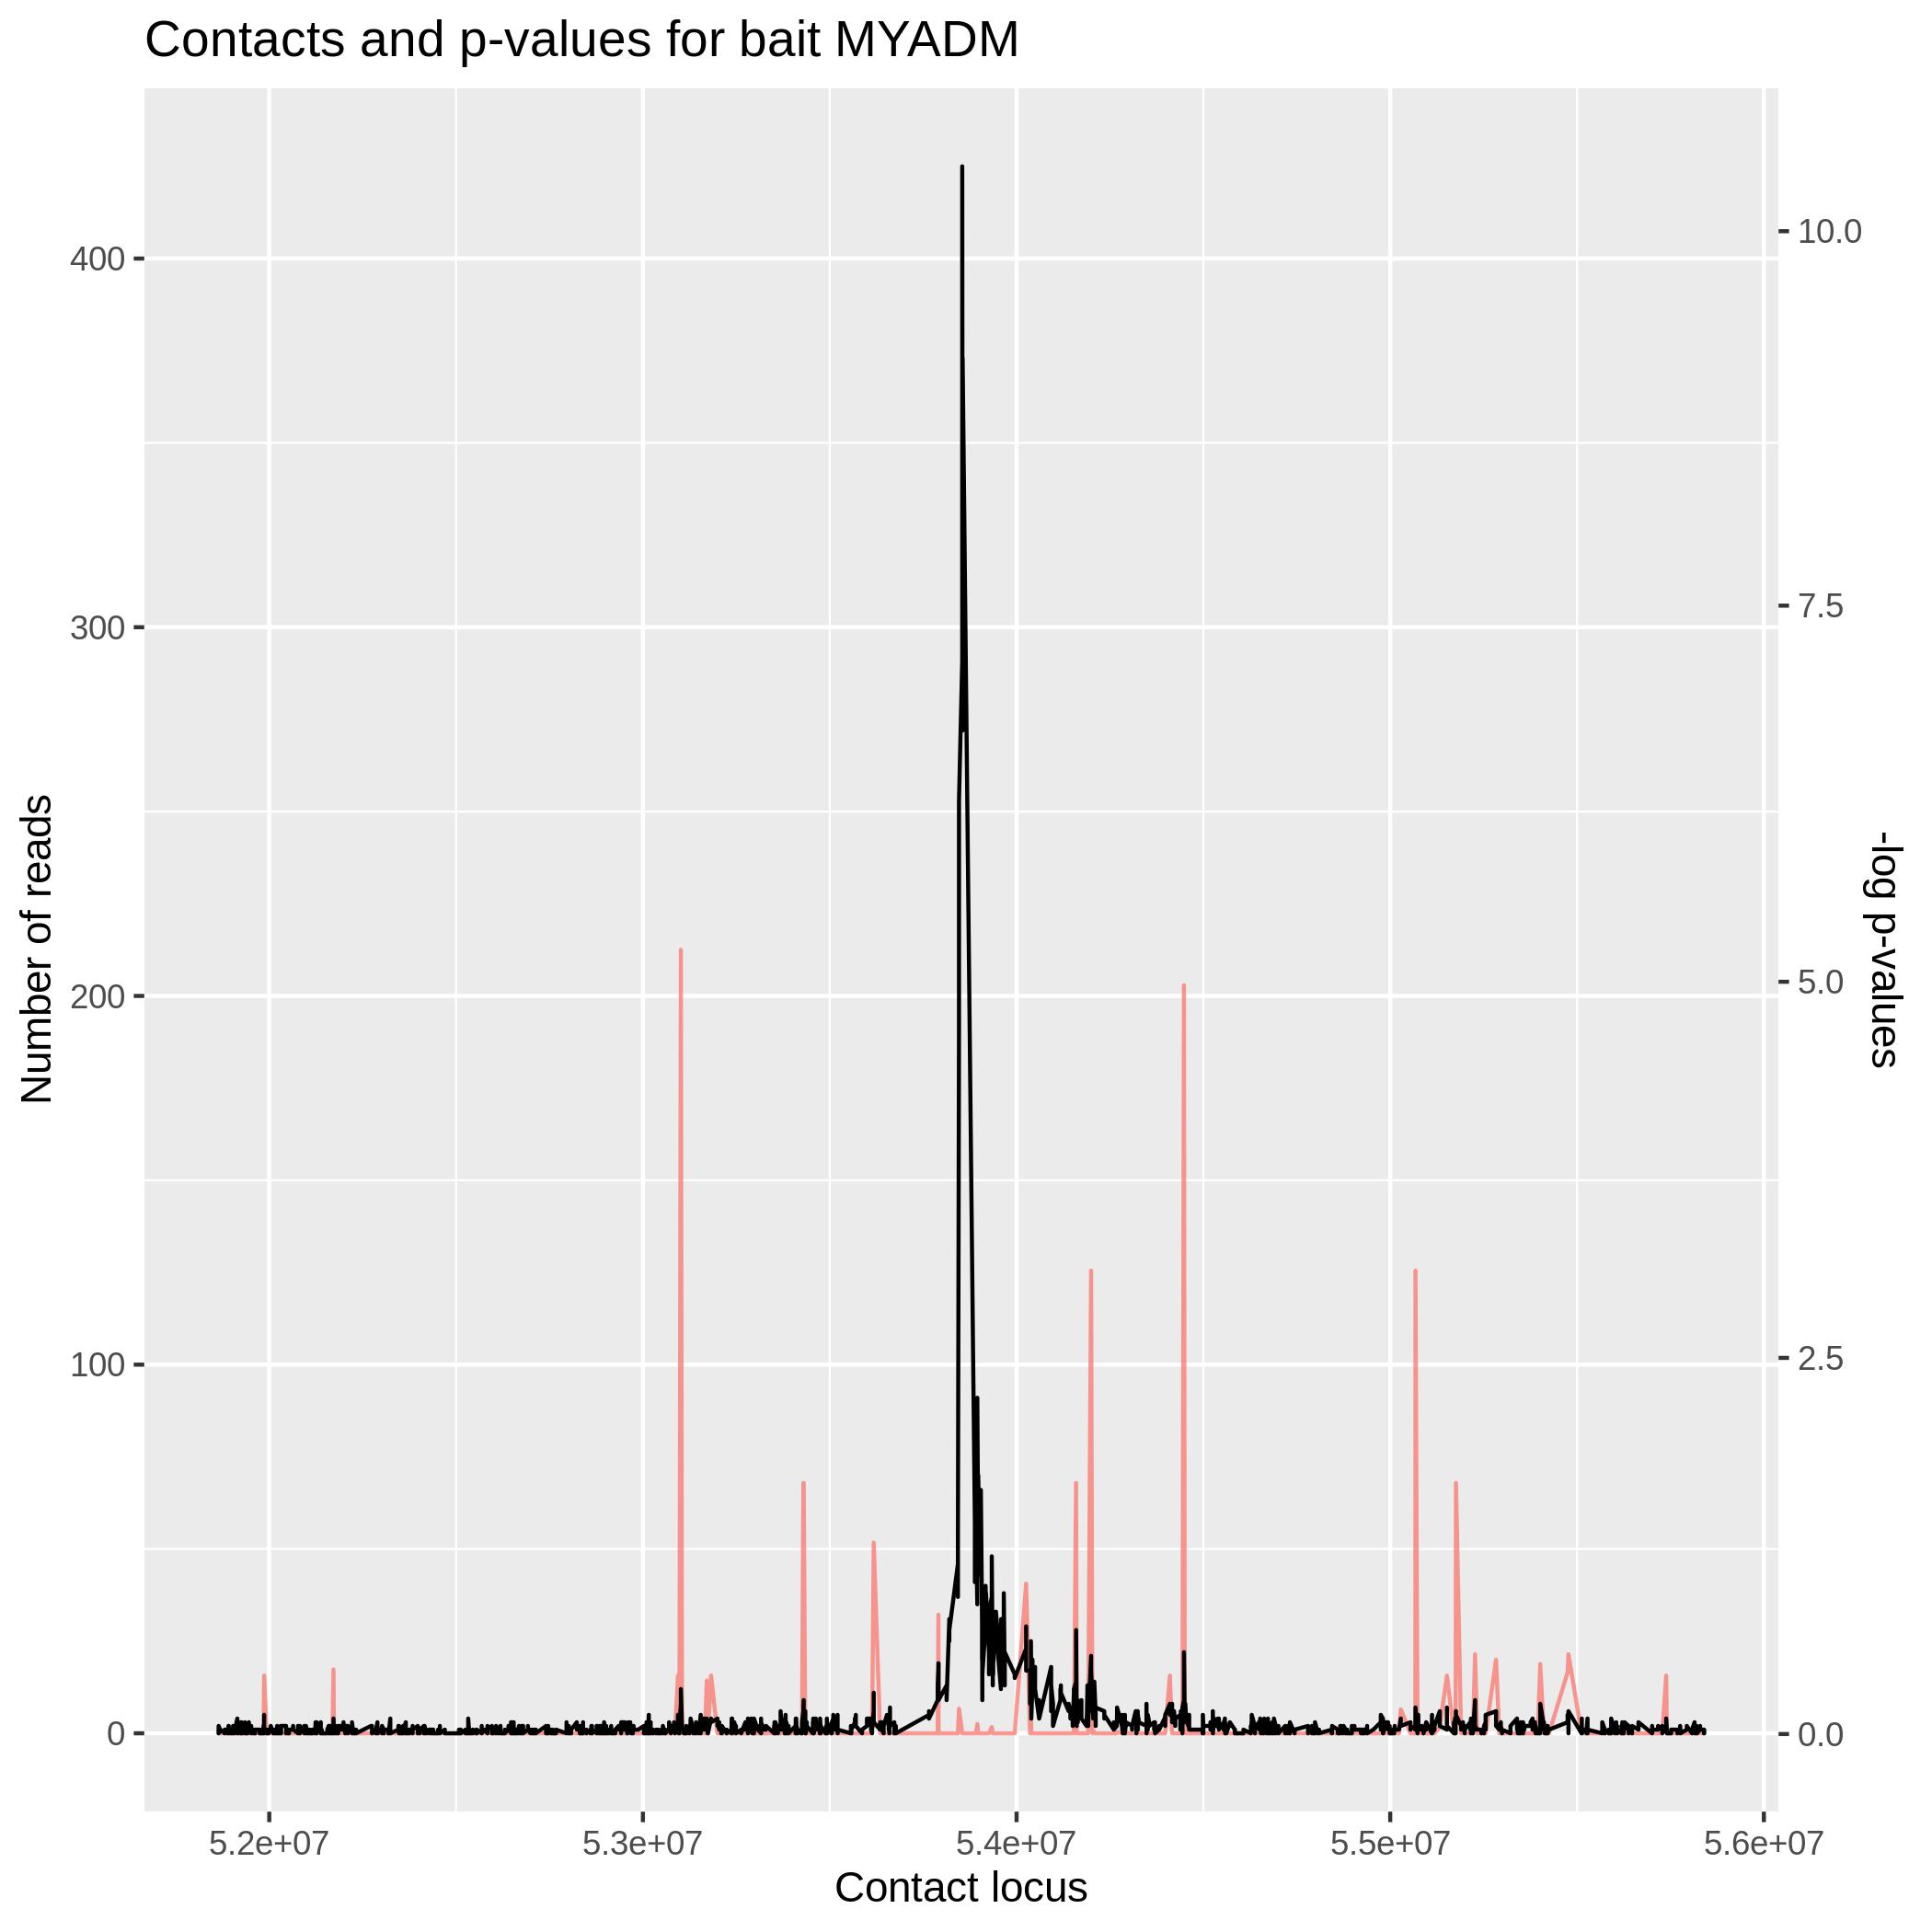 Contacts and p-values for bait MYADM
Number of reads
400
300
200
100
0
10.0
7.5
5.0
2.5
0.0
-log p-values
5.2e+07
5.3e+07
5.4e+07
5.5e+07
5.6e+07
Contact locus